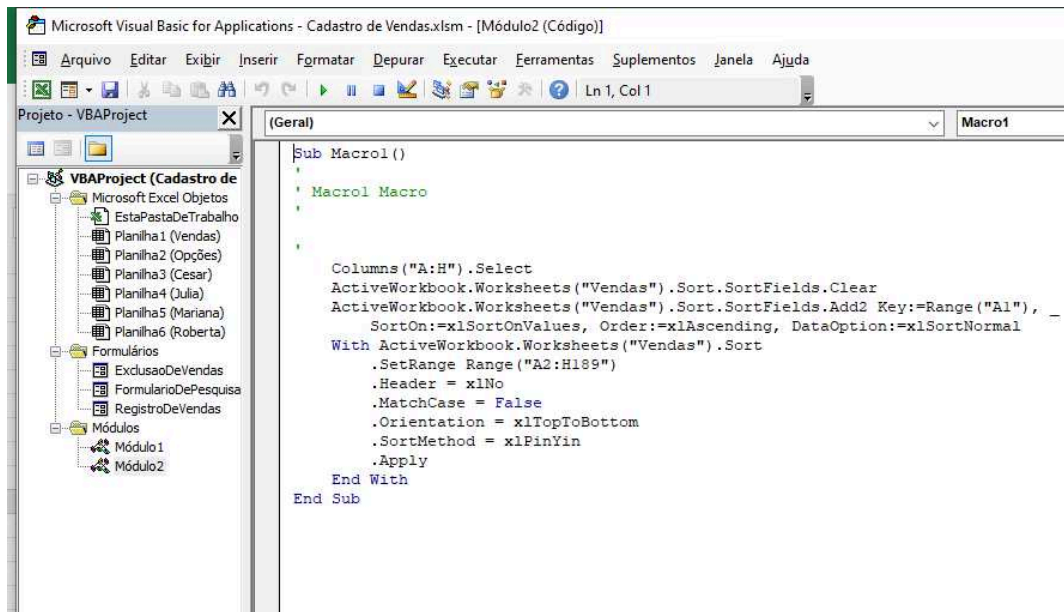 Microsoft Visual Basic for Applications - Cadastro de Vendas.xlsm - [Módulo2 (Código)]
Arquivo Editar Exibir Inserir Formatar Depurar Executar Ferramentas Suplementos Janela Ajuda
Ln 1, Col 1
Projeto - VBAProject
VBAProject (Cadastro de
Microsoft Excel Objetos
EstaPastaDeTrabalho
Planilha1 (Vendas)
Planilha2 (Opções)
Planilha3 (Cesar)
Planilha4 (Julia)
Planilha5 (Mariana)
Planilha6 (Roberta)
Formulários
ExclusaoDeVendas
FormularioDePesquisa
RegistroDeVendas
Módulos
Módulo1
Módulo2
(Geral) Macro1
Sub Macro1()
'
' Macro1 Macro
'
'
Columns("A:H").Select
ActiveWorkbook.Worksheets("Vendas").Sort.SortFields.Clear
ActiveWorkbook.Worksheets("Vendas").Sort.SortFields.Add2 Key:=Range("A1"), _
SortOn:=xlSortOnValues, Order:=xlAscending, DataOption:=xlSortNormal
With ActiveWorkbook.Worksheets("Vendas").Sort
.SetRange Range("A2:H189")
.Header = xlNo
.MatchCase = False
.Orientation = xlTopToBottom
.SortMethod = xlPinYin
.Apply
End With
End Sub